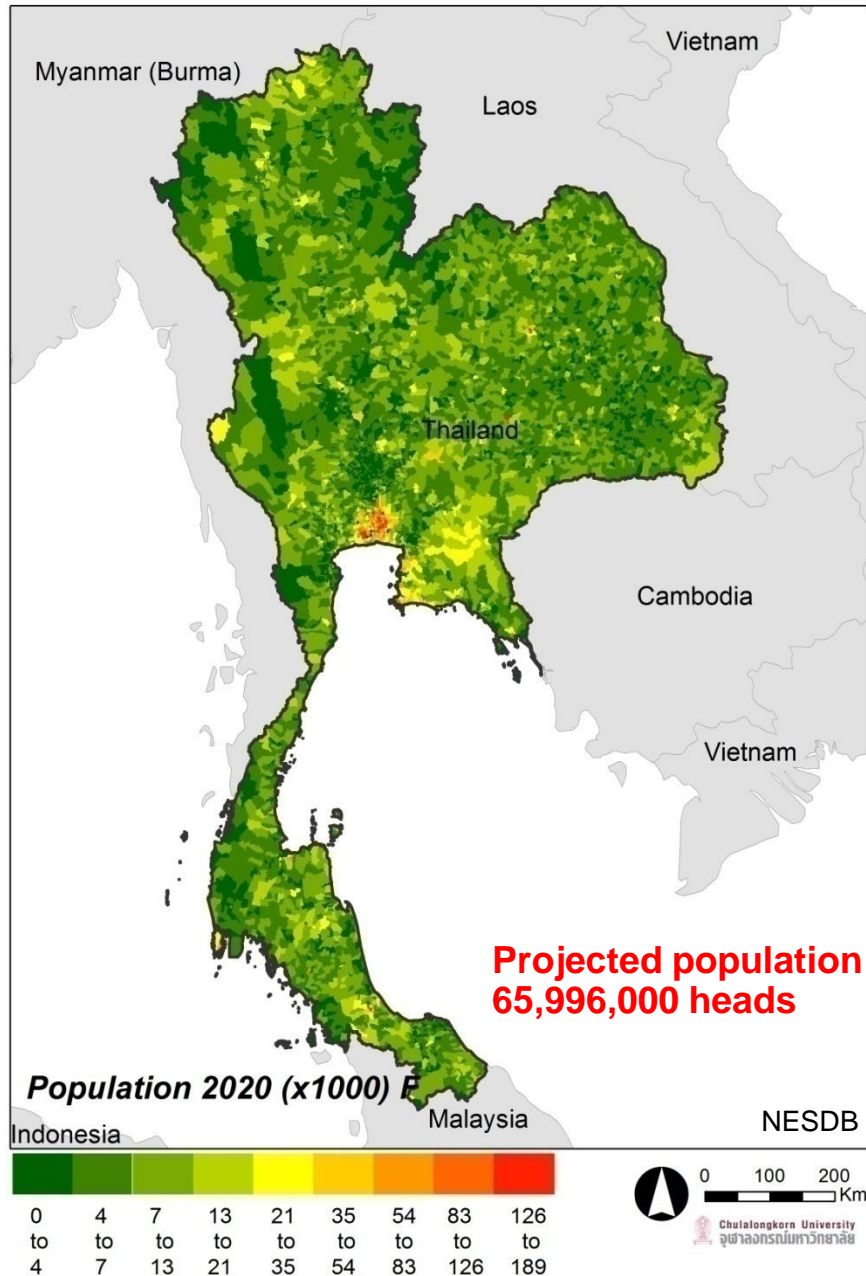 Vietnam
Myanmar (Burma)
Laos
Thailand
Cambodia
Vietnam
Projected population
65,996,000 heads
Population 2020 (x1000) F
Malaysia
NESDB
Indonesia
0 4 7 13 21 35 54 83 126
to to to to to to to to to
4 7 13 21 35 54 83 126 189
0 100 200
Km
Chulalongkorn University
จุฬาลงกรณ์มหาวิทยาลัย